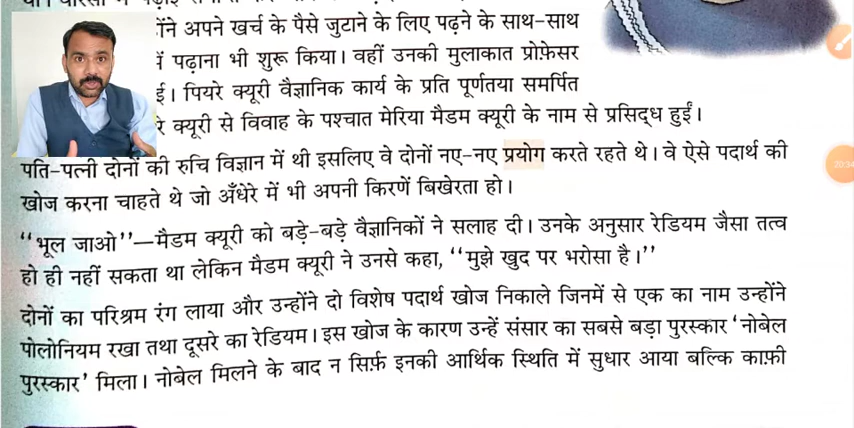 ोंने अपने खर्च के पैसे जुटाने के लिए पढ़ने के साथ-साथ
में पढ़ाना भी शुरू किया। वहीं उनकी मुलाकात प्रोफ़ेसर
ई। पियरे क्यूरी वैज्ञानिक कार्य के प्रति पूर्णतया समर्पित
रे क्यूरी से विवाह के पश्चात मेरिया मैडम क्यूरी के नाम से प्रसिद्ध हुईं।
पति-पत्नी दोनों की रुचि विज्ञान में थी इसलिए वे दोनों नए-नए प्रयोग करते रहते थे। वे ऐसे पदार्थ की
खोज करना चाहते थे जो अँधेरे में भी अपनी किरणें बिखेरता हो।
“भूल जाओ”—मैडम क्यूरी को बड़े-बड़े वैज्ञानिकों ने सलाह दी। उनके अनुसार रेडियम जैसा तत्व
हो ही नहीं सकता था लेकिन मैडम क्यूरी ने उनसे कहा, “मुझे खुद पर भरोसा है।”
दोनों का परिश्रम रंग लाया और उन्होंने दो विशेष पदार्थ खोज निकाले जिनमें से एक का नाम उन्होंने
पोलोनियम रखा तथा दूसरे का रेडियम। इस खोज के कारण उन्हें संसार का सबसे बड़ा पुरस्कार ‘नोबेल
पुरस्कार’ मिला। नोबेल मिलने के बाद न सिर्फ़ इनकी आर्थिक स्थिति में सुधार आया बल्कि काफ़ी
20:34